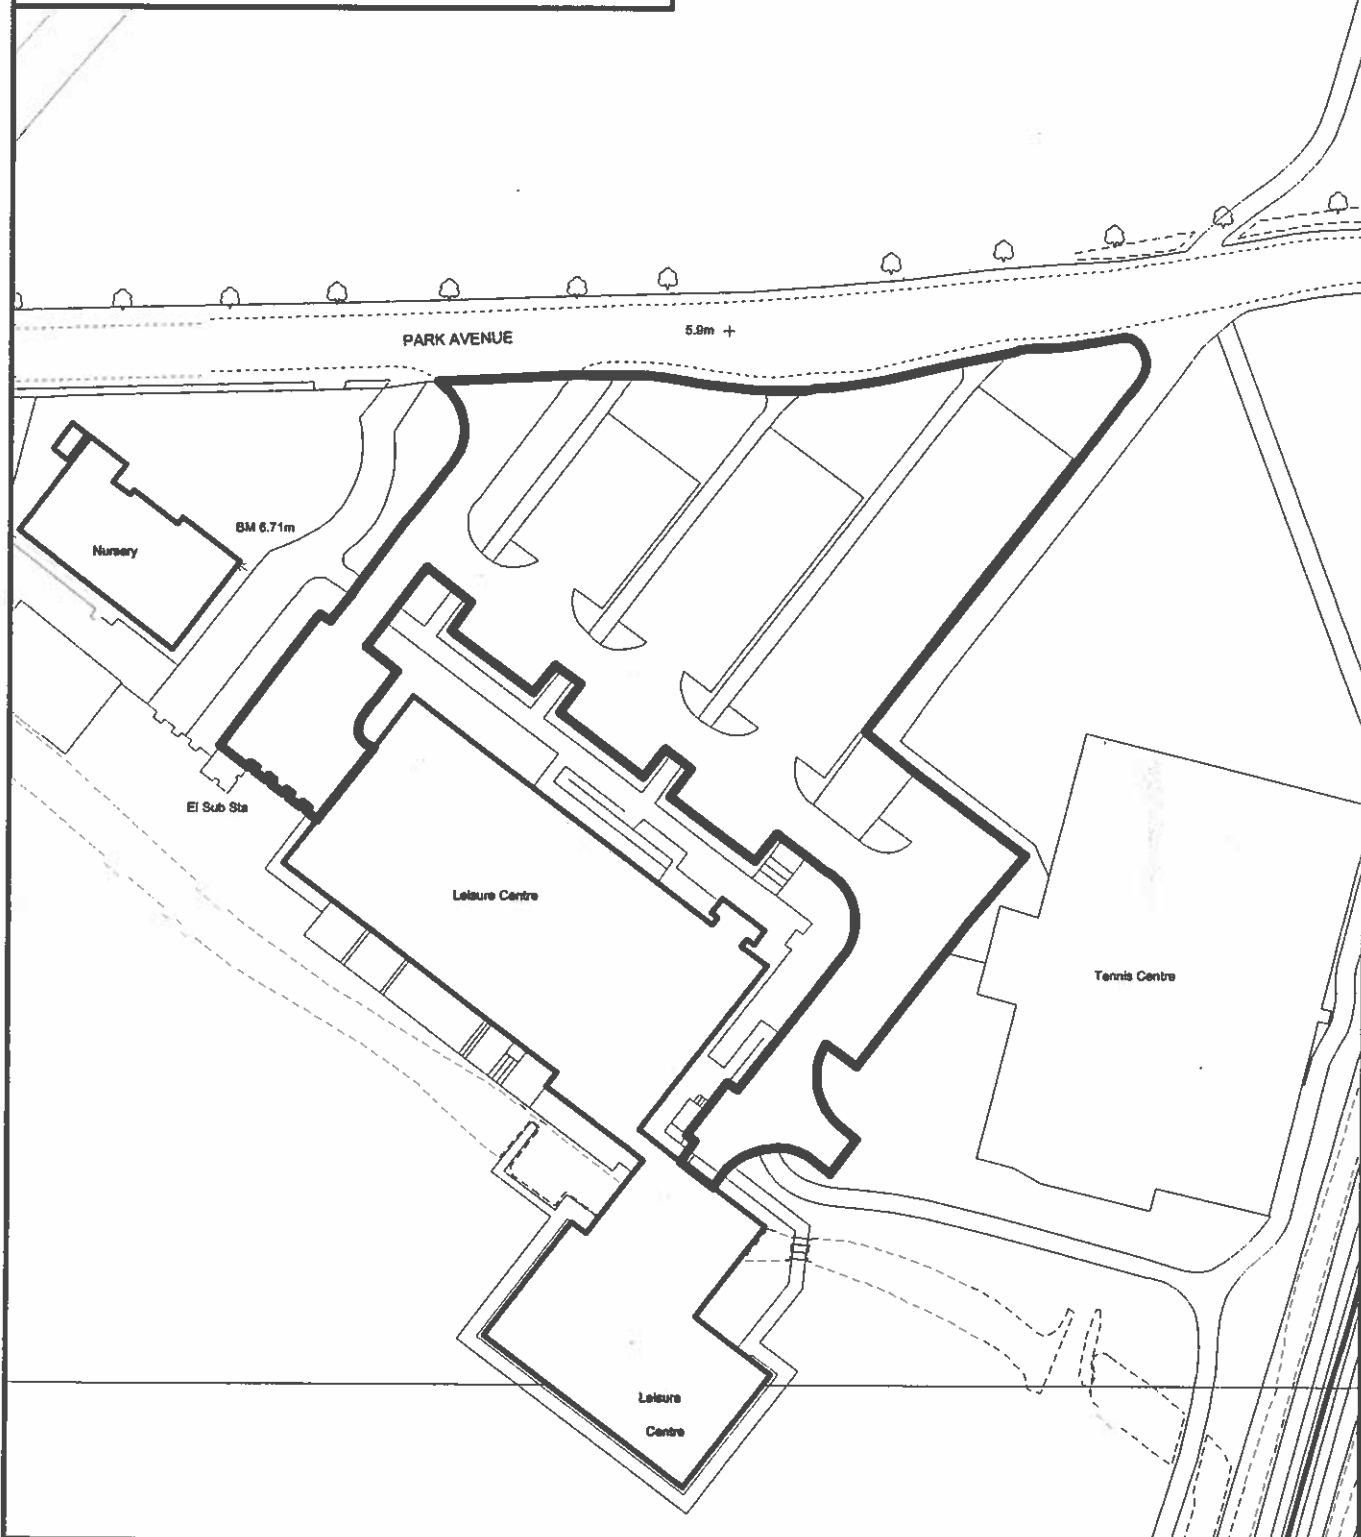 PARK AVENUE
5.9m
BM 6.71m
Nursery
El Sub Sta
Leisure Centre
Tennis Centre
Leisure
Centre